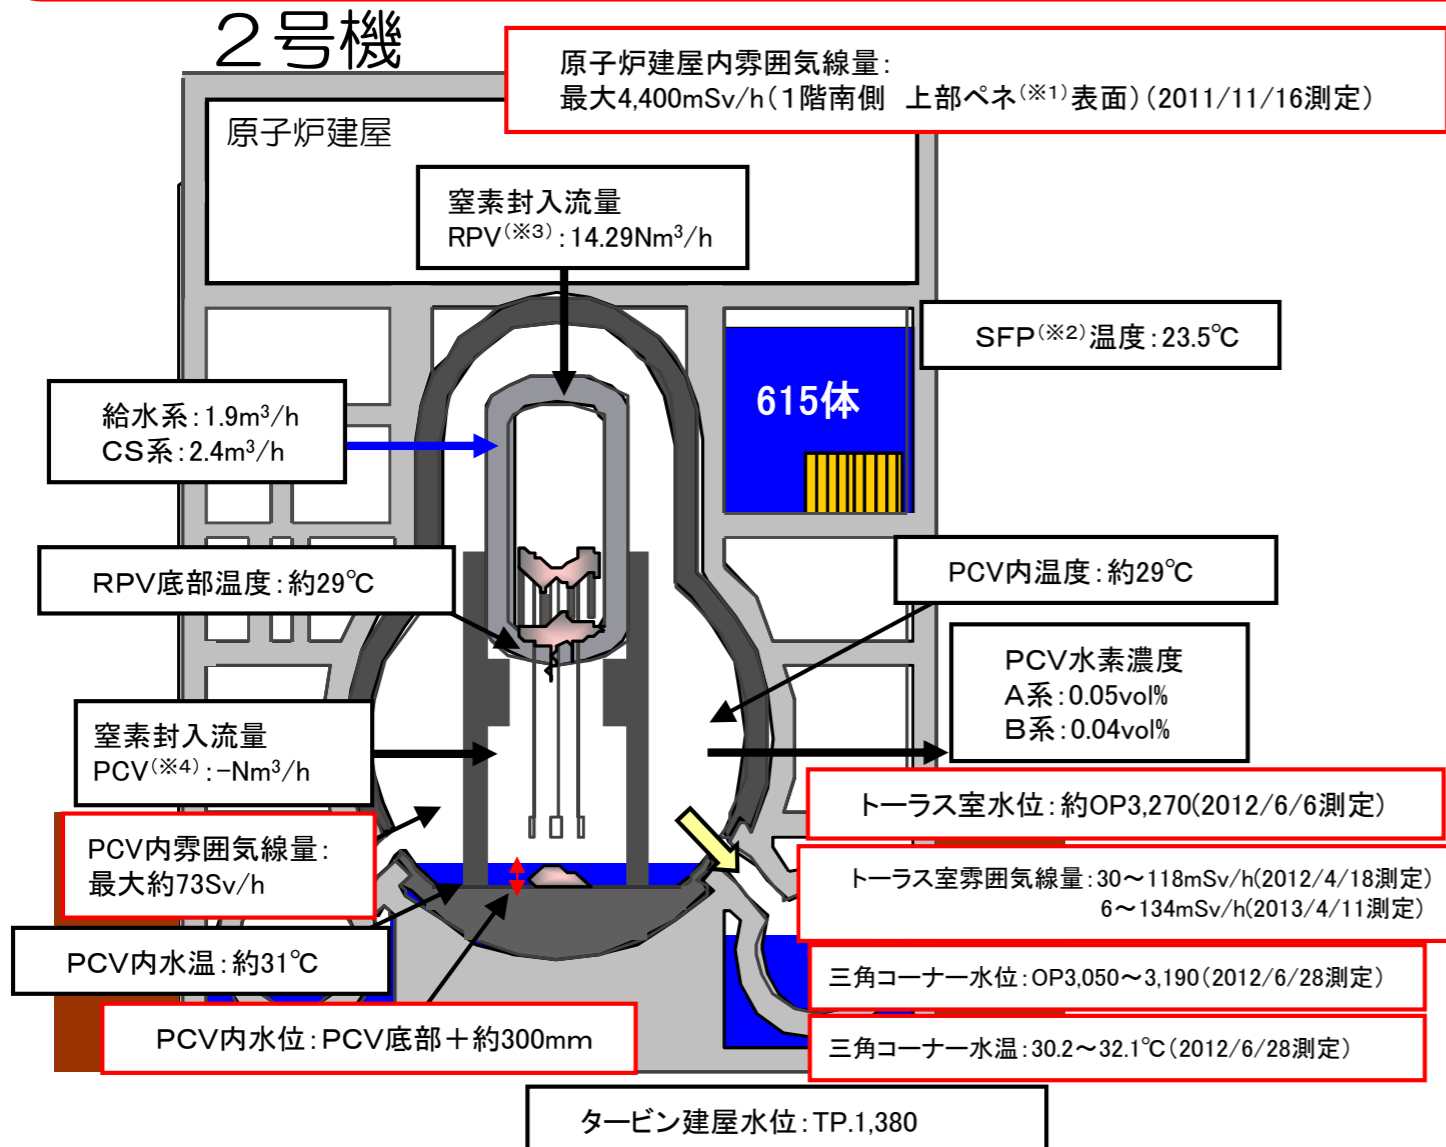 ２号機
原子炉建屋内雰囲気線量：
最大4,400mSv/h（１階南側　上部ペネ(※1)表面）（2011/11/16測定）
原子炉建屋
窒素封入流量
RPV(※3)：14.29Nm³/h
SFP(※2)温度：23.5℃
615体
給水系：1.9m³/h
CS系：2.4m³/h
RPV底部温度：約29℃
PCV内温度：約29℃
PCV水素濃度
A系：0.05vol%
B系：0.04vol%
窒素封入流量
PCV(※4)：-Nm³/h
トーラス室水位：約OP3,270(2012/6/6測定）
PCV内雰囲気線量：
最大約73Sv/h
トーラス室雰囲気線量：30～118mSv/h(2012/4/18測定）
6～134mSv/h(2013/4/11測定）
PCV内水温：約31℃
三角コーナー水位：OP3,050～3,190（2012/6/28測定）
PCV内水位：PCV底部＋約300mm
三角コーナー水温：30.2～32.1℃（2012/6/28測定）
タービン建屋水位：TP.1,380